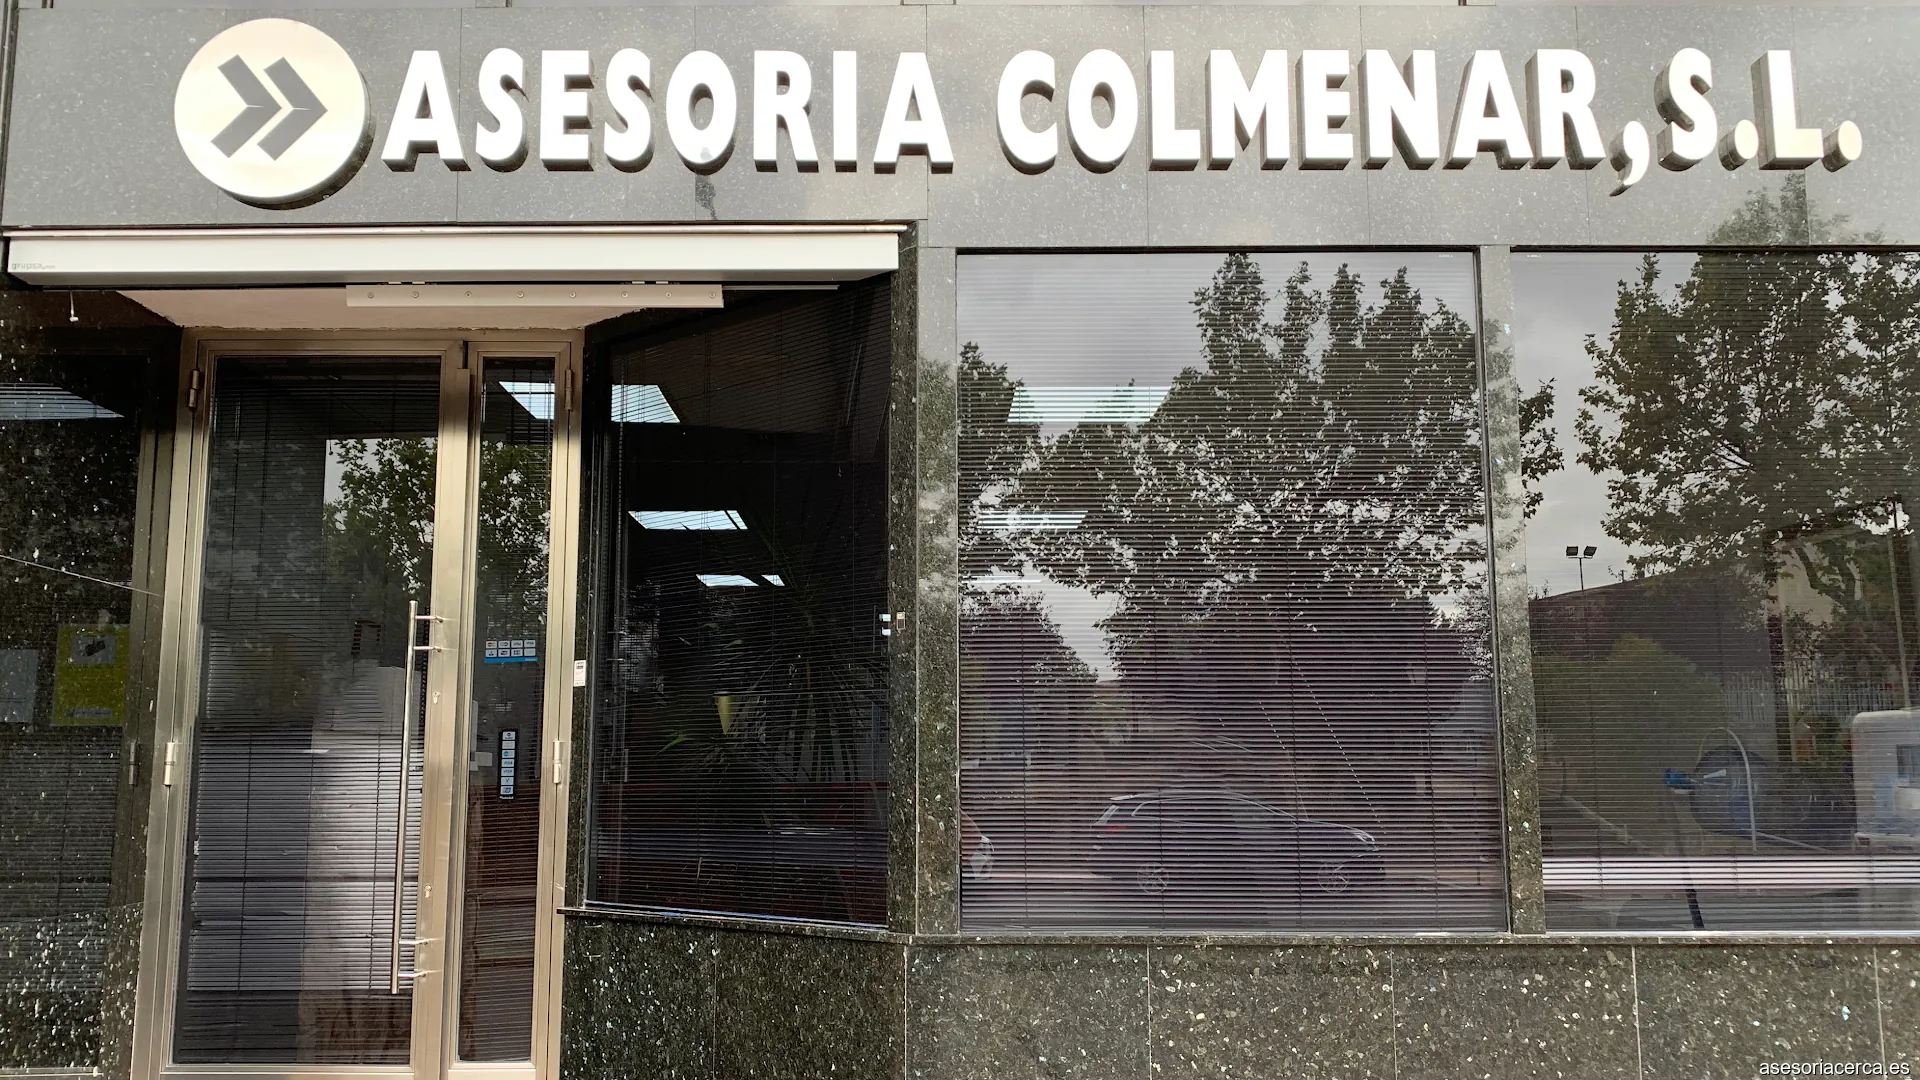 ASESORIA COLMENAR, S.L.
asesoriacerca.es